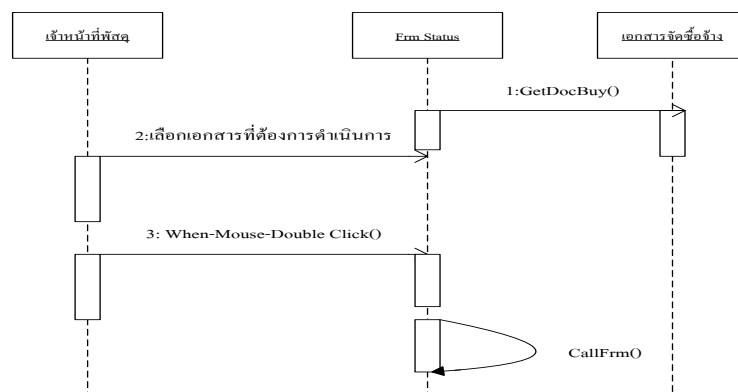 เจ้าหน้าที่พัสดุ
Frm Status
เอกสารจัดซื้อจ้าง
1:GetDocBuy()
2:เลือกเอกสารที่ต้องการดำเนินการ
3: When-Mouse-Double Click()
CallFrm()